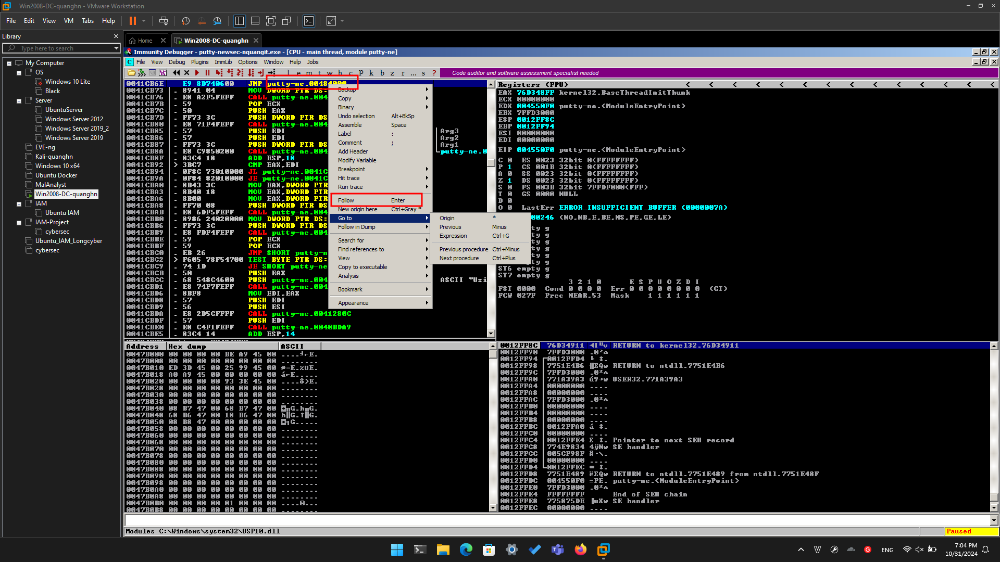 Win2008-DC-quanghn - VMware Workstation
File Edit View VM Tabs Help
Library
Type here to search
My Computer
OS
Windows 10 Lite
Black
Server
UbuntuServer
Windows Server 2012
Windows Server 2019_2
Windows Server 2019
EVE-ng
Kali-quanghn
Windows 10 x64
Ubuntu Docker
MalAnalyst
Win2008-DC-quanghn
IAM
Ubuntu IAM
IAM-Project
cybersec
Ubuntu_IAM_Longcyber
cybersec
Home
Win2008-DC-quanghn
Immunity Debugger - putty-newsec-nquangit.exe - [CPU - main thread, module putty-ne]
C File View Debug Plugins ImmLib Options Window Help Jobs
l e m t w h c P k b z r ... s ?
Code auditor and software assessment specialist needed
0041CB6E E9 8D740600 JMP putty-ne.00484000
0041CB73 . 8941 04 MOV DWORD PTR DS:
0041CB76 . E8 A2F5FEFF CALL putty-ne.004
0041CB7B . 59 POP ECX
0041CB7C . 50 PUSH EAX
0041CB7D . FF73 3C PUSH DWORD PTR DS
0041CB80 . E8 71F4FEFF CALL putty-ne.004
0041CB85 . 57 PUSH EDI Arg3
0041CB86 . 57 PUSH EDI Arg2
0041CB87 . FF73 3C PUSH DWORD PTR DS Arg1
0041CB8A . E8 C9850200 CALL putty-ne.004 putty-ne.0
0041CB8F . 83C4 18 ADD ESP,18
0041CB92 > 3BC7 CMP EAX,EDI
0041CB94 . 0F8C 73010000 JL putty-ne.0041C
0041CB9A . 0F84 82010000 JE putty-ne.0041C
0041CBA0 . 8B43 3C MOV EAX,DWORD PTR
0041CBA3 . 8B40 18 MOV EAX,DWORD PTR
0041CBA6 . 8B00 MOV EAX,DWORD PTR
0041CBA8 . FF70 08 PUSH DWORD PTR DS
0041CBAB . E8 6DF5FEFF CALL putty-ne.004
0041CBB0 . 8986 24020000 MOV DWORD PTR DS:
0041CBB6 . FF73 3C PUSH DWORD PTR DS
0041CBB9 . E8 FDF4FEFF CALL putty-ne.004
0041CBBE . 59 POP ECX
0041CBBF . 59 POP ECX
0041CBC0 . EB 26 JMP SHORT putty-n
0041CBC2 > F605 78F54700 TEST BYTE PTR DS:
0041CBC9 . 74 1D JE SHORT putty-ne
0041CBCB . 50 PUSH EAX
0041CBCC . 68 548C4600 PUSH putty-ne.004 ASCII "Usi
0041CBD1 . E8 74F7FEFF CALL putty-ne.004
0041CBD6 . 8BF8 MOV EDI,EAX
0041CBD8 . 57 PUSH EDI
0041CBD9 . 56 PUSH ESI
0041CBDA . E8 2D5CFFFF CALL putty-ne.0041280C
0041CBDF . 57 PUSH EDI
0041CBE0 . E8 C4F1FEFF CALL putty-ne.0040BDA9
0041CBE5 . 83C4 14 ADD ESP,14
Backup
Copy
Binary
Undo selection Alt+BkSp
Assemble Space
Label :
Comment ;
Add Header
Modify Variable
Breakpoint
Hit trace
Run trace
Follow Enter
New origin here Ctrl+Gray *
Go to
Follow in Dump
Search for
Find references to
View
Copy to executable
Analysis
Bookmark
Appearance
Origin *
Previous Minus
Expression Ctrl+G
Previous procedure Ctrl+Minus
Next procedure Ctrl+Plus
Registers (FPU) < < < < < < < < < < < < <
EAX 76D348FF kernel32.BaseThreadInitThunk
ECX 00000000
EDX 004550F0 putty-ne.<ModuleEntryPoint>
EBX 7FFD3000
ESP 0012FF8C
EBP 0012FF94
ESI 00000000
EDI 00000000
EIP 004550F0 putty-ne.<ModuleEntryPoint>
C 0 ES 0023 32bit 0(FFFFFFFF)
P 1 CS 001B 32bit 0(FFFFFFFF)
A 0 SS 0023 32bit 0(FFFFFFFF)
Z 1 DS 0023 32bit 0(FFFFFFFF)
S 0 FS 003B 32bit 7FFDF000(FFF)
T 0 GS 0000 NULL
D 0
O 0 LastErr ERROR_INSUFFICIENT_BUFFER (0000007A)
00246 (NO,NB,E,BE,NS,PE,GE,LE)
pty g
ty g
ty g
ty g
ty g
ty g
ST6 empty g
ST7 empty g
3 2 1 0 E S P U O Z D I
FST 0000 Cond 0 0 0 0 Err 0 0 0 0 0 0 0 0 (GT)
FCW 027F Prec NEAR,53 Mask 1 1 1 1 1 1
Address Hex dump ASCII
0047B000 00 00 00 00 BE A9 45 00
0047B008 00 00 00 00 00 00 00 00 ........
0047B010 ED 3D 45 00 25 99 45 00
0047B018 A0 A9 45 00 00 00 00 00
0047B020 00 00 00 00 93 3E 45 00 ....ô>E.
0047B028 00 00 00 00 00 00 00 00 ........
0047B030 00 00 00 00 00 00 00 00 ........
0047B038 00 00 00 00 00 00 00 00 ........
0047B040 08 B7 47 00 68 B7 47 00
0047B048 68 B6 47 00 18 B6 47 00
0047B050 08 B8 47 00 00 00 00 00
0047B058 00 00 00 00 00 00 00 00 ........
0047B060 00 00 00 00 00 00 00 00 ........
0047B068 00 00 00 00 00 00 00 00 ........
0047B070 00 00 00 00 00 00 00 00 ........
0047B078 00 00 00 00 00 00 00 00 ........
0047B080 00 00 00 00 00 00 00 00 ........
0047B088 00 00 00 00 00 00 00 00 ........
0047B090 00 00 00 00 00 00 00 00 ........
0047B098 00 00 00 00 00 00 00 00 ........
0047B0A0 00 00 00 00 00 00 00 00 ........
0047B0A8 00 00 00 00 00 00 00 00 ........
0047B0B0 00 00 00 00 01 00 00 00
0047B0B8 00 00 00 00 00 00 00 00 ........
0012FF8C 76D34911 RETURN to kernel32.76D34911
0012FF90 7FFD3000
0012FF94 0012FFD4
0012FF98 7751E4B6 RETURN to ntdll.7751E4B6
0012FF9C 7FFD3000
0012FFA0 771A39A3 USER32.771A39A3
0012FFA4 00000000 ....
0012FFA8 00000000 ....
0012FFAC 7FFD3000
0012FFB0 00000000 ....
0012FFB4 00000000 ....
0012FFB8 00000000 ....
0012FFBC 0012FFA0
0012FFC0 00000000 ....
0012FFC4 0012FFE4 Pointer to next SEH record
0012FFC8 774E9834 SE handler
0012FFCC 005CF98F
0012FFD0 00000000 ....
0012FFD4 0012FFEC
0012FFD8 7751E489 RETURN to ntdll.7751E489 from ntdll.7751E48F
0012FFDC 004550F0 putty-ne.<ModuleEntryPoint>
0012FFE0 7FFD3000
0012FFE4 FFFFFFFF End of SEH chain
0012FFE8 775875DE SE handler
0012FFEC 00000000 ....
Modules C:\Windows\system32\USP10.dll
Paused
ENG
7:04 PM
10/31/2024